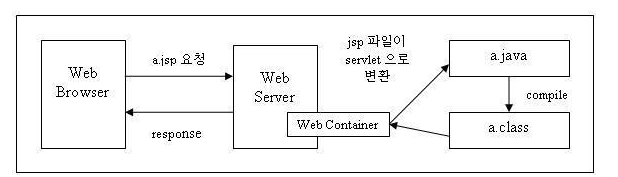 Web
Browser
a.jsp 요청
response
Web
Server
Web Container
jsp 파일이
servlet 으로
변환
a.java
compile
a.class